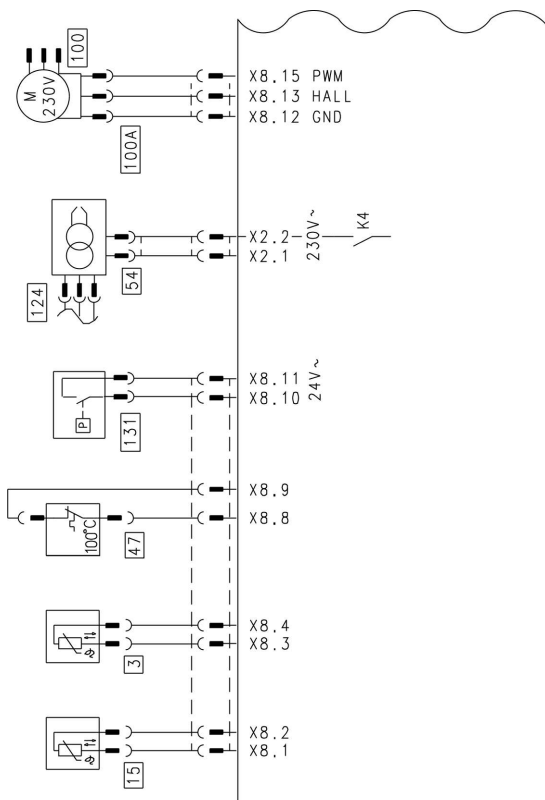 100
M
230V
X8.15 PWM
X8.13 HALL
X8.12 GND
100A
K4
X2.2
230V~
X2.1
54
124
X8.11
24V~
X8.10
P
131
X8.9
X8.8
100°C
47
X8.4
X8.3
3
X8.2
X8.1
15